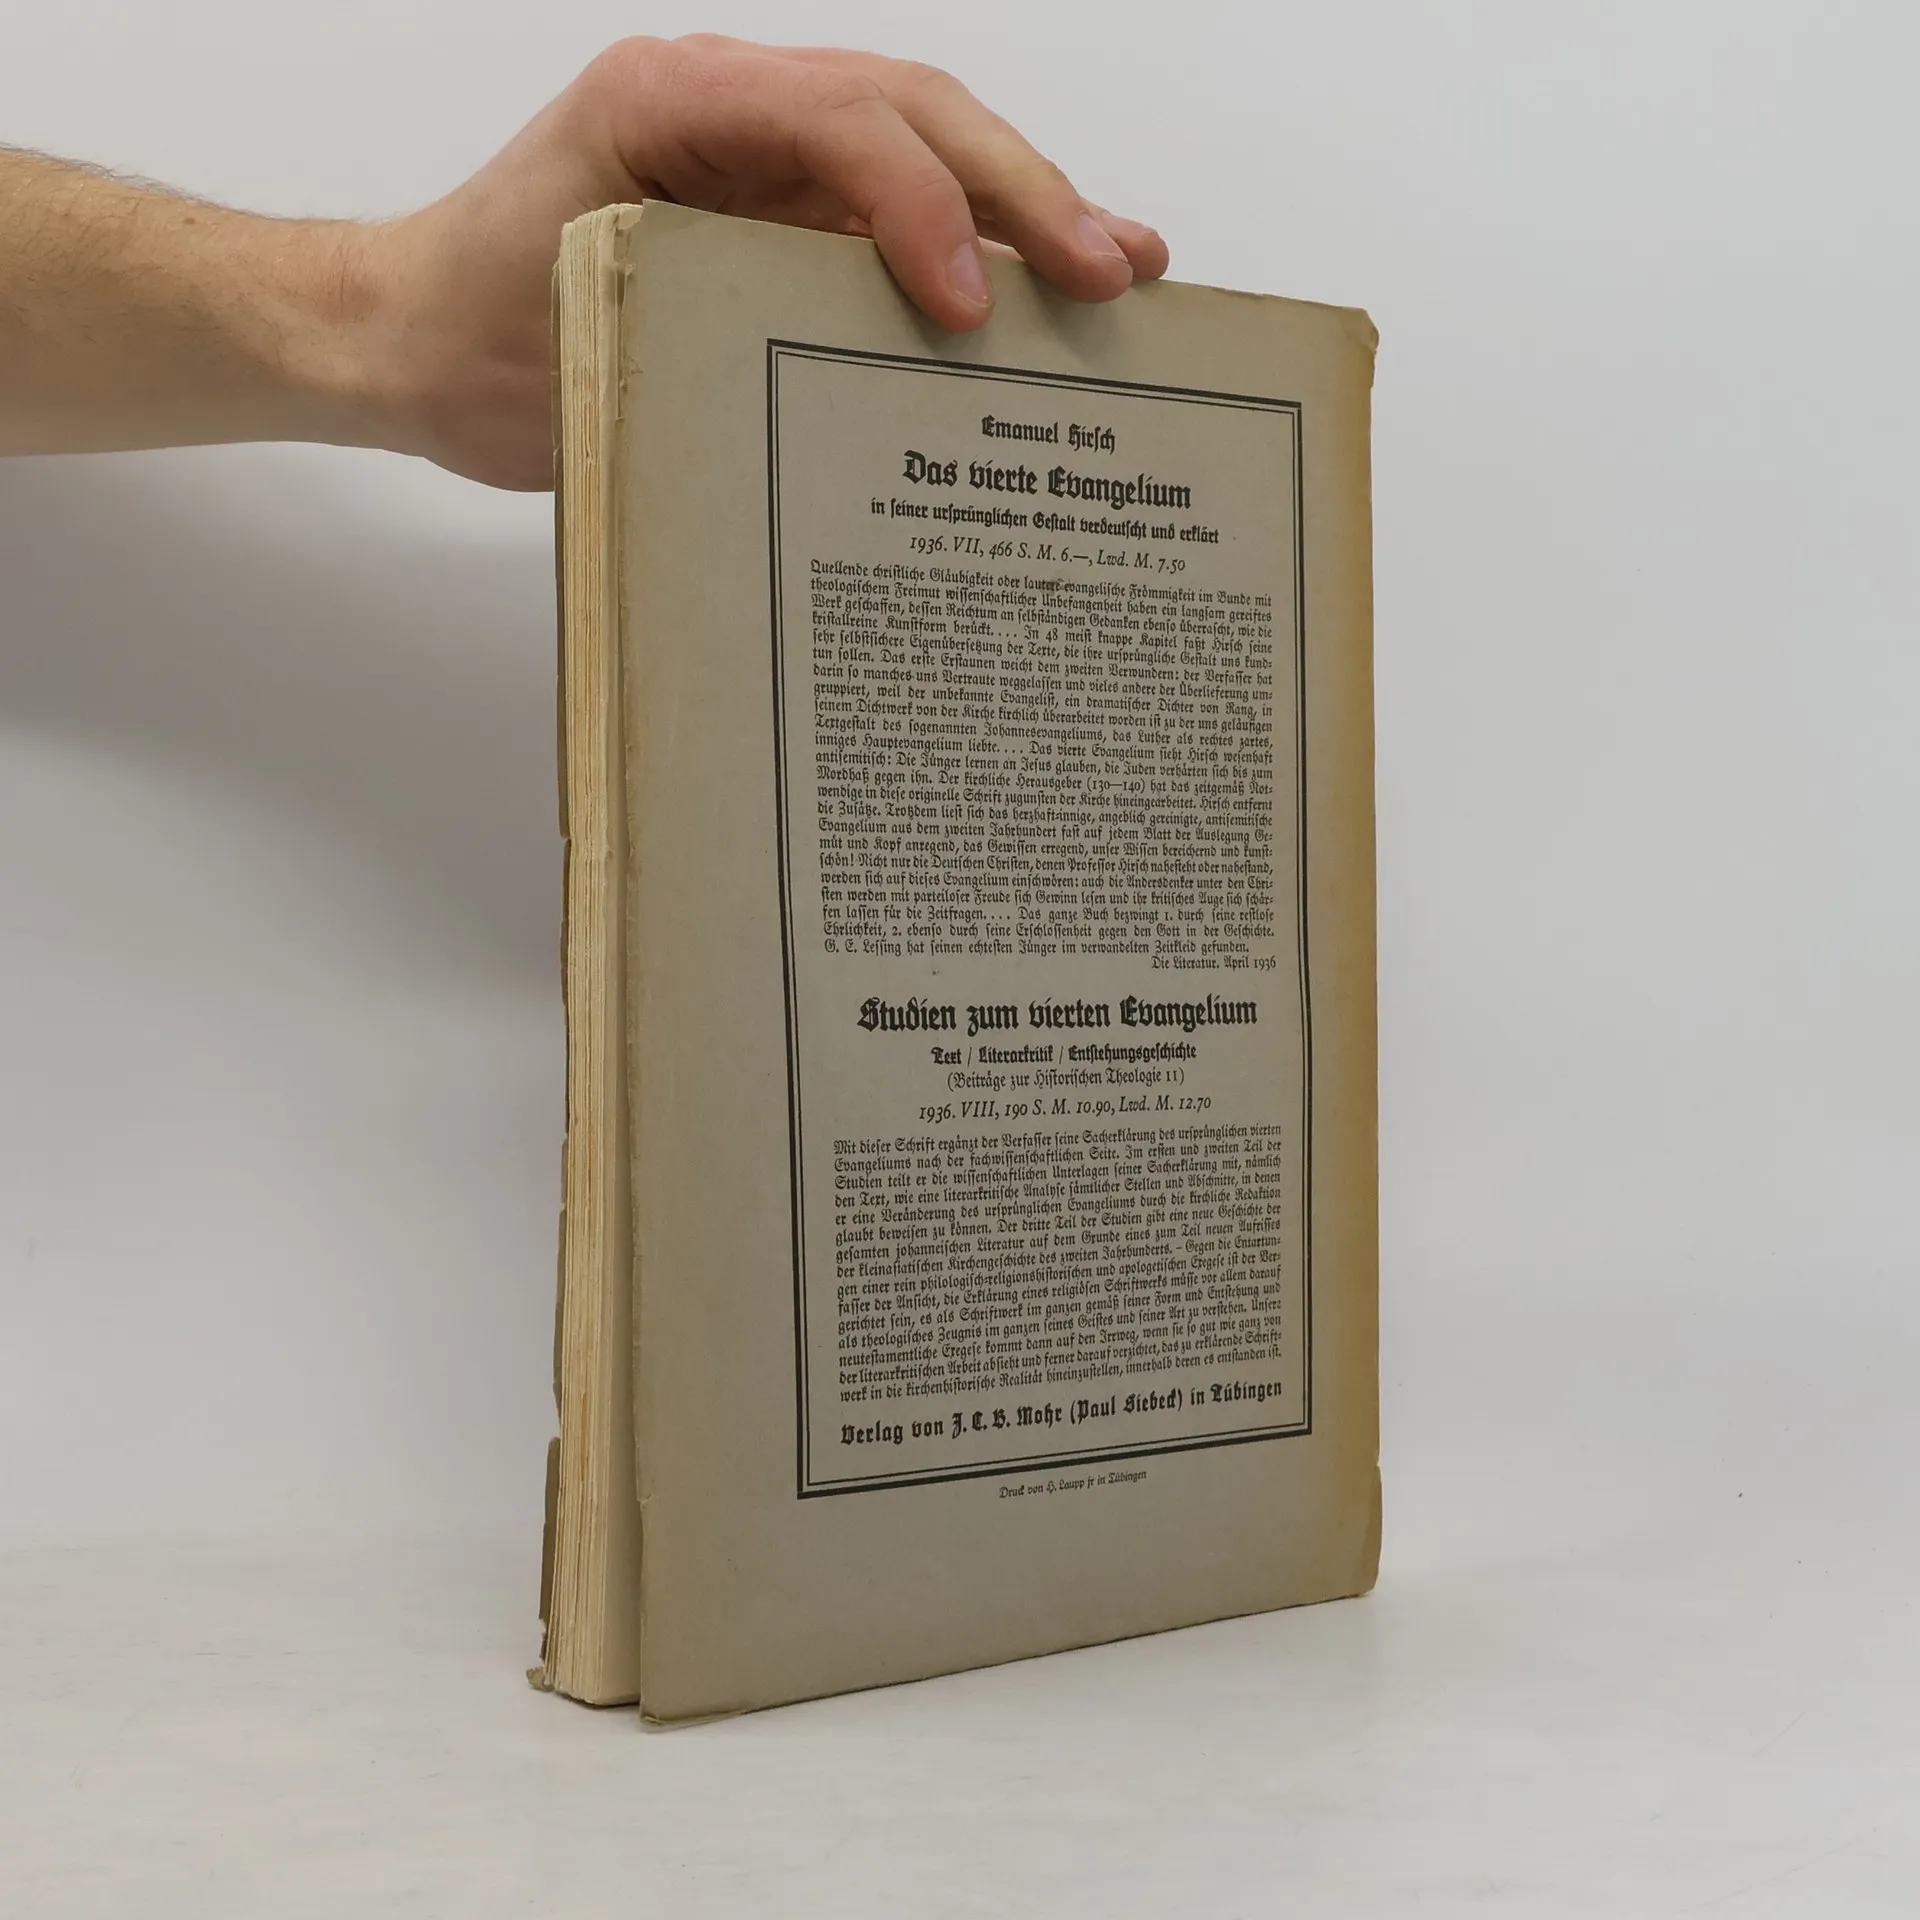 Emanuel Hirsch
Das vierte Evangelium
in seiner ursprünglichen Gestalt verdeutscht und erklärt
1936. VII, 466 S. M. 6.—, Lwd. M. 7.50
Quellende christliche Gläubigkeit oder lautere evangelische Frömmigkeit im Bunde mit
theologischem Freimut wissenschaftlicher Unbefangenheit haben ein langsam gereiftes
Werk geschaffen, dessen Reichtum an selbständigen Gedanken ebenso überrascht, wie die
kristallreine Kunstform berückt.... In 48 meist knappe Kapitel faßt Hirsch seine
sehr selbstsichere Eigenübersetzung der Texte, die ihre ursprüngliche Gestalt uns kund-
tun sollen. Das erste Erstaunen weicht dem zweiten Verwundern: der Verfasser hat
darin so manches uns Vertraute weggelassen und vieles andere der Überlieferung um-
gruppiert, weil der unbekannte Evangelist, ein dramatischer Dichter von Rang, in
seinem Dichtwerk von der Kirche kirchlich überarbeitet worden ist zu der uns geläufigen
Textgestalt des sogenannten Johannesevangeliums, das Luther als rechtes zartes,
inniges Hauptevangelium liebte.... Das vierte Evangelium sieht Hirsch wesenhaft
antisemitisch: Die Jünger lernen an Jesus glauben, die Juden verhärten sich bis zum
Mordhaß gegen ihn. Der kirchliche Herausgeber (130—140) hat das zeitgemäß Not-
wendige in diese originelle Schrift zugunsten der Kirche hineingearbeitet. Hirsch entfernt
die Zusätze. Trotzdem liest sich das herzhaft-innige, angeblich gereinigte, antisemitische
Evangelium aus dem zweiten Jahrhundert fast auf jedem Blatt der Auslegung Ge-
müt und Kopf anregend, das Gewissen erregend, unser Wissen bereichernd und kunst-
schön! Nicht nur die Deutschen Christen, denen Professor Hirsch nahesteht oder nahestand,
werden sich auf dieses Evangelium einschwören: auch die Andersdenker unter den Chri-
sten werden mit parteiloser Freude sich Gewinn lesen und ihr kritisches Auge sich schär-
fen lassen für die Zeitfragen.... Das ganze Buch bezwingt 1. durch seine restlose
Ehrlichkeit, 2. ebenso durch seine Erschlossenheit gegen den Gott in der Geschichte.
G. E. Lessing hat seinen echtesten Jünger im verwandelten Zeitkleid gefunden.
Die Literatur. April 1936
Studien zum vierten Evangelium
Text / Literarkritik / Entstehungsgeschichte
(Beiträge zur Historischen Theologie 11)
1936. VIII, 190 S. M. 10.90, Lwd. M. 12.70
Mit dieser Schrift ergänzt der Verfasser seine Sacherklärung des ursprünglichen vierten
Evangeliums nach der fachwissenschaftlichen Seite. Im ersten und zweiten Teil der
Studien teilt er die wissenschaftlichen Unterlagen seiner Sacherklärung mit, nämlich
den Text, wie eine literarkritische Analyse sämtlicher Stellen und Abschnitte, in denen
er eine Veränderung des ursprünglichen Evangeliums durch die kirchliche Redaktion
glaubt beweisen zu können. Der dritte Teil der Studien gibt eine neue Geschichte der
gesamten johanneischen Literatur auf dem Grunde eines zum Teil neuen Aufrisses
der kleinasiatischen Kirchengeschichte des zweiten Jahrhunderts. – Gegen die Entartun-
gen einer rein philologisch-religionshistorischen und apologetischen Exegese ist der Ver-
fasser der Ansicht, die Erklärung eines religiösen Schriftwerks müsse vor allem darauf
gerichtet sein, es als Schriftwerk im ganzen gemäß seiner Form und Entstehung und
als theologisches Zeugnis im ganzen seines Geistes und seiner Art zu verstehen. Unsere
neutestamentliche Exegese kommt dann auf den Irrweg, wenn sie so gut wie ganz von
der literarkritischen Arbeit absieht und ferner darauf verzichtet, das zu erklärende Schrift-
werk in die kirchenhistorische Realität hineinzustellen, innerhalb deren es entstanden ist.
Verlag von J. C. B. Mohr (Paul Siebeck) in Tübingen
Druck von H. Laupp jr in Tübingen